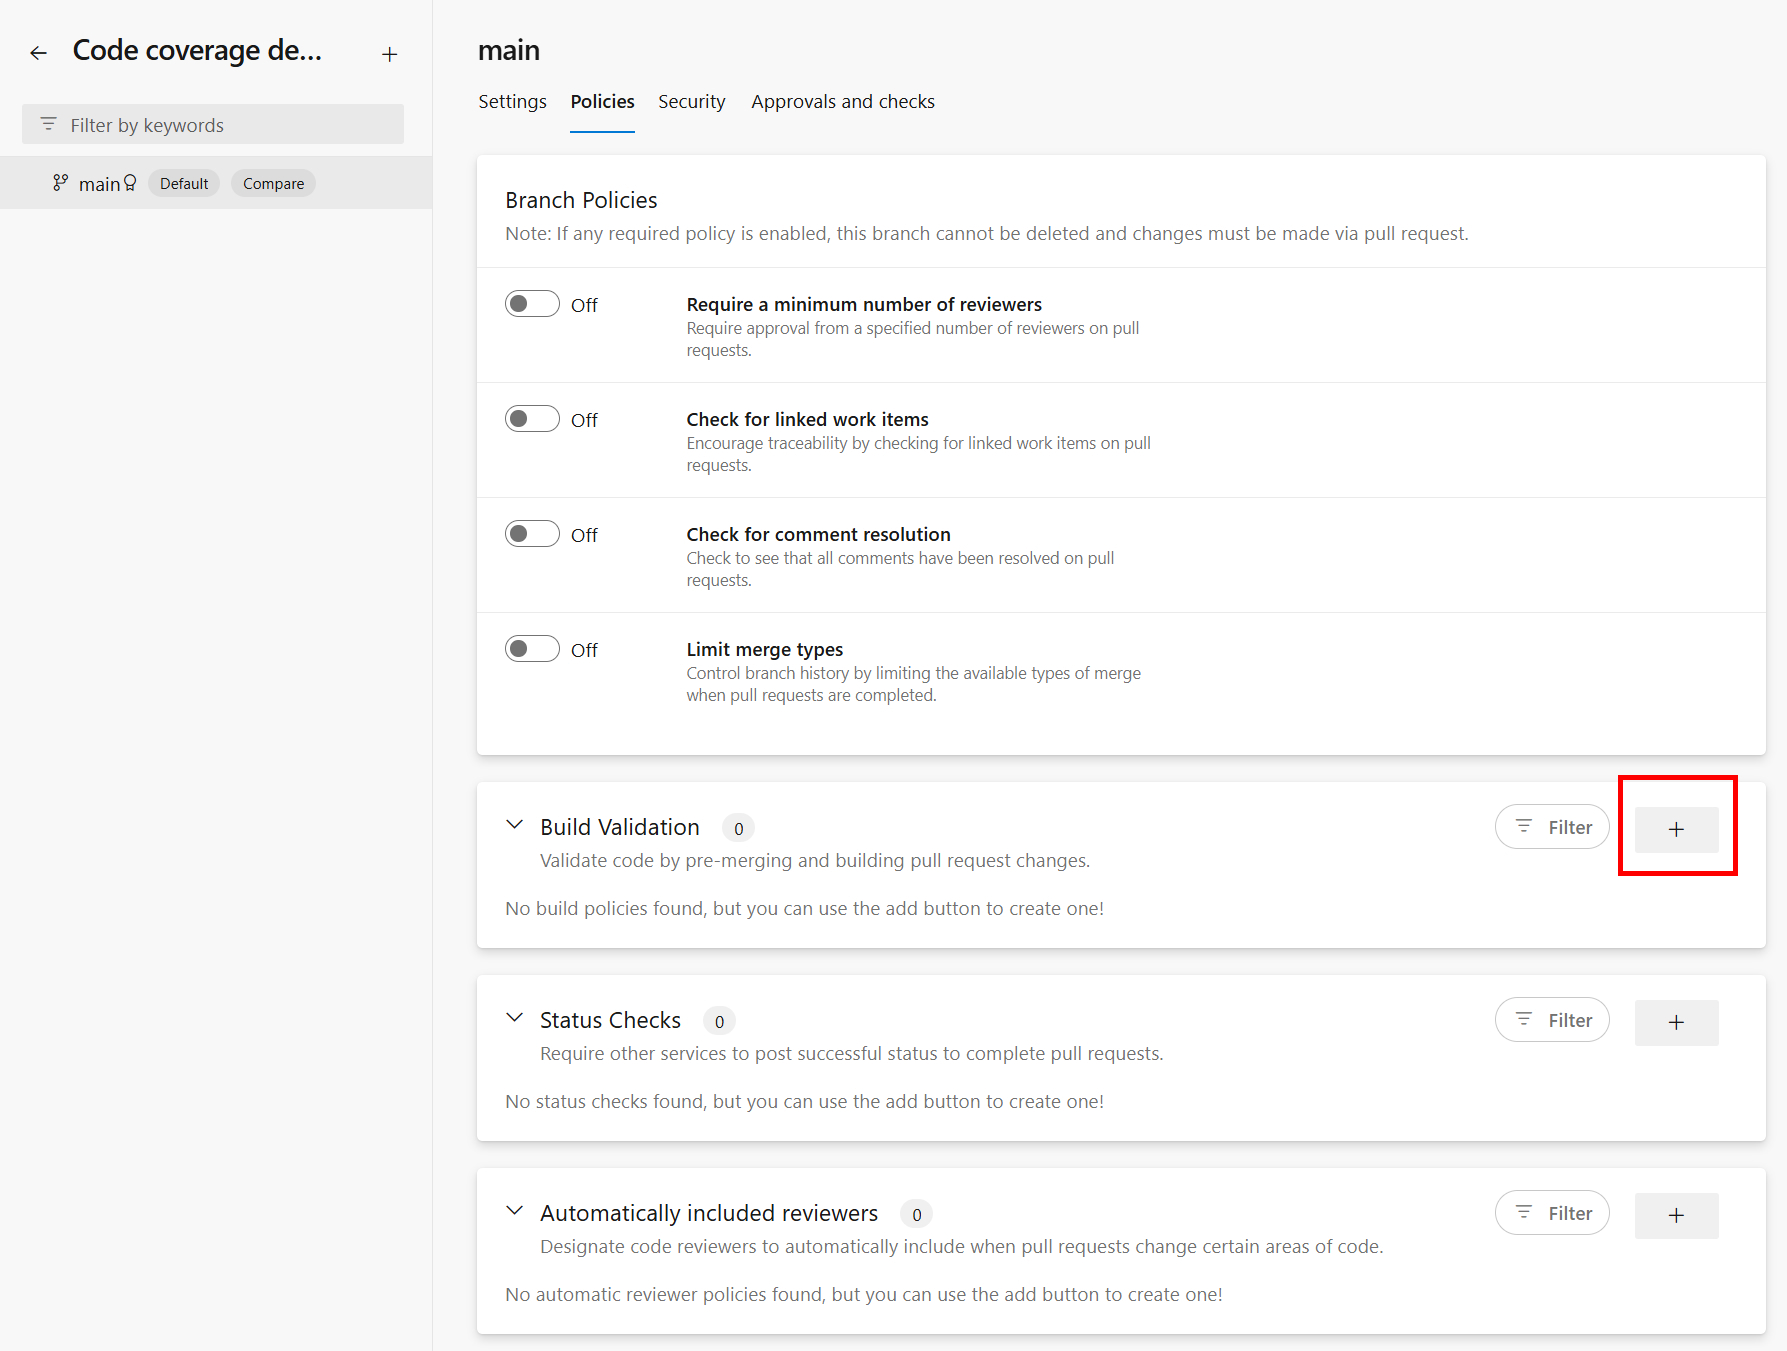 Code coverage de...
Filter by keywords
main Default Compare
main
Settings Policies Security Approvals and checks
Branch Policies
Note: If any required policy is enabled, this branch cannot be deleted and changes must be made via pull request.
Off
Require a minimum number of reviewers
Require approval from a specified number of reviewers on pull
requests.
Off
Check for linked work items
Encourage traceability by checking for linked work items on pull
requests.
Off
Check for comment resolution
Check to see that all comments have been resolved on pull
requests.
Off
Limit merge types
Control branch history by limiting the available types of merge
when pull requests are completed.
Build Validation 0 Filter +
Validate code by pre-merging and building pull request changes.
No build policies found, but you can use the add button to create one!
Status Checks 0 Filter +
Require other services to post successful status to complete pull requests.
No status checks found, but you can use the add button to create one!
Automatically included reviewers 0 Filter +
Designate code reviewers to automatically include when pull requests change certain areas of code.
No automatic reviewer policies found, but you can use the add button to create one!